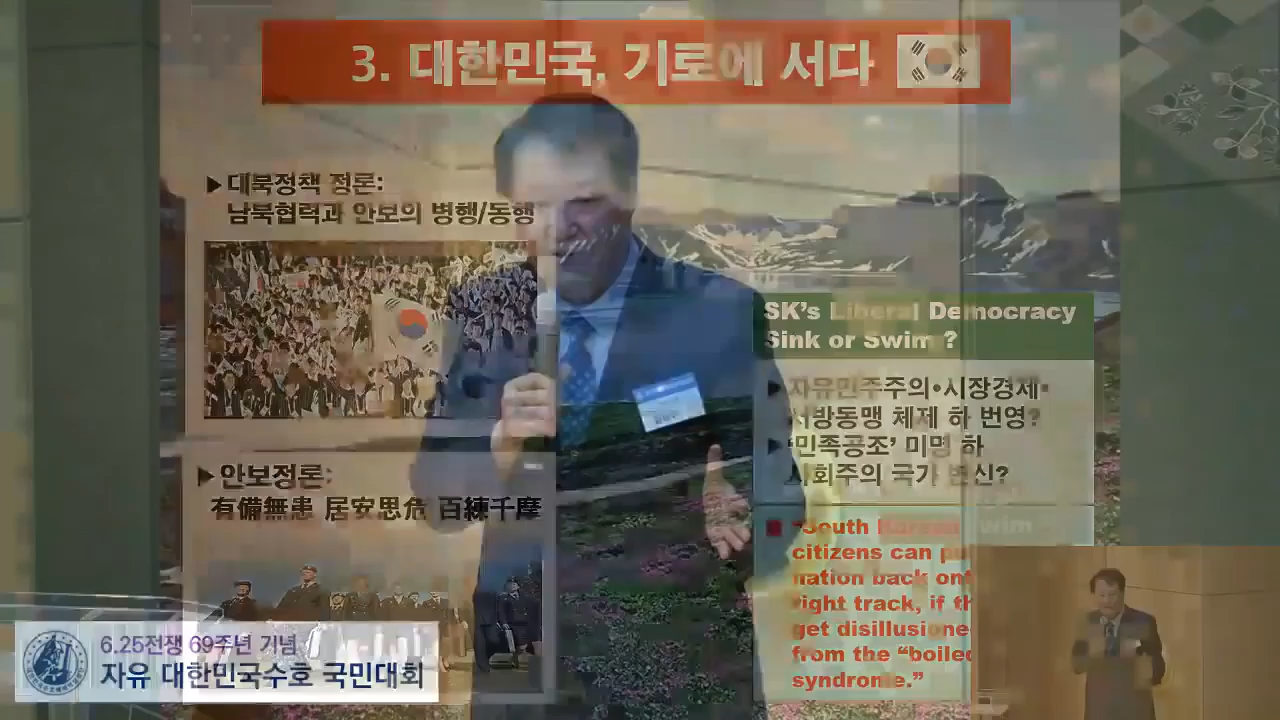 3. 대한민국, 기로에 서다
▶대북정책 정론:
남북협력과 안보의 병행/동행
▶안보정론:
有備無患 居安思危 百練千摩
SK's Liberal Democracy
Sink or Swim ?
▶자유민주주의•시장경제•
서방동맹 체제 하 번영?
▶'민족공조' 미명 하
사회주의 국가 변신?
"South Korean
citizens can
nation back
right track, if
get
from the "boiled
syndrome."
6.25전쟁 69주년 기념
자유 대한민국수호 국민대회